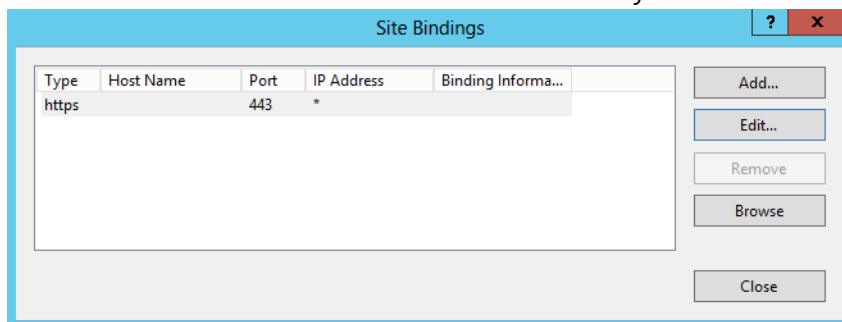 Site Bindings
? x
Type Host Name Port IP Address Binding Informa...
https 443 *
Add...
Edit...
Remove
Browse
Close